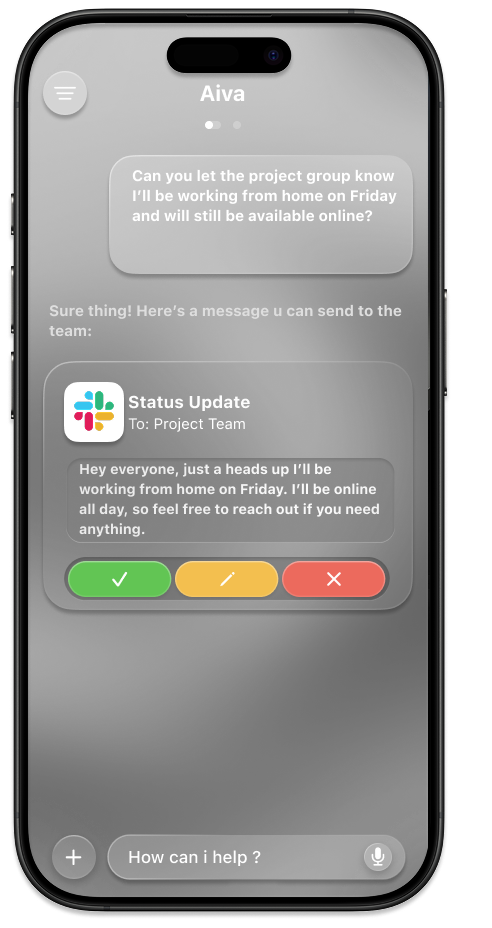 Aiva
Can you let the project group know
I’ll be working from home on Friday
and will still be available online?
Sure thing! Here’s a message u can send to the
team:
Status Update
To: Project Team
Hey everyone, just a heads up I’ll be
working from home on Friday. I’ll be online
all day, so feel free to reach out if you need
anything.
How can i help ?